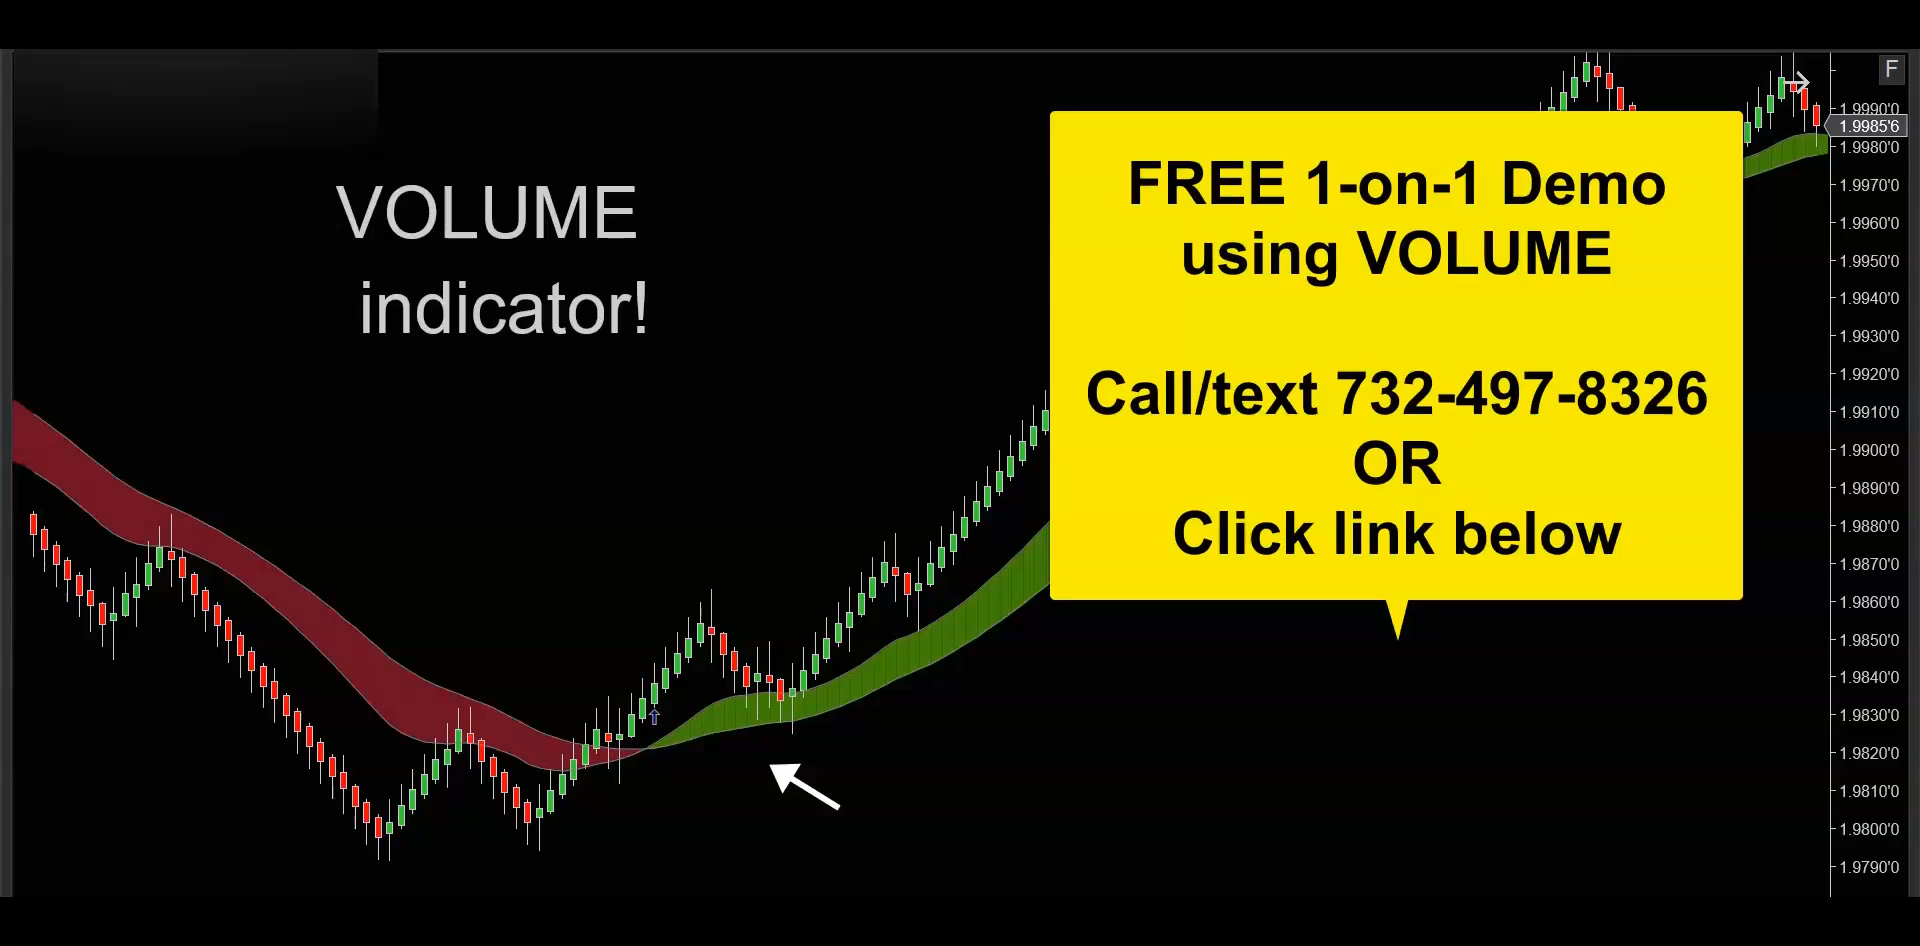 VOLUME
indicator!
FREE 1-on-1 Demo
using VOLUME
Call/text 732-497-8326
OR
Click link below
F
1.9990'0
1.9985'6
1.9980'0
1.9970'0
1.9960'0
1.9950'0
1.9940'0
1.9930'0
1.9920'0
1.9910'0
1.9900'0
1.9890'0
1.9880'0
1.9870'0
1.9860'0
1.9850'0
1.9840'0
1.9830'0
1.9820'0
1.9810'0
1.9800'0
1.9790'0